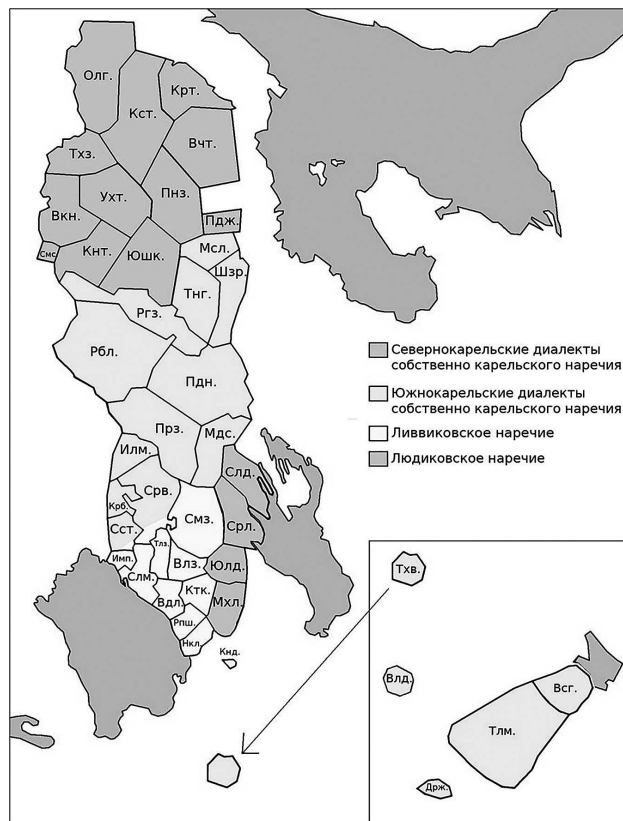 Олг.
Крт.
Кст.
Вчт.
Тхз.
Ухт.
Пнз.
Вкн.
Пдж.
Смс
Кнт.
Юшк.
Мсл.
Шзр.
Тнг.
Ргз.
Рбл.
Пдн.
Прз.
Мдс.
Илм.
Слд.
Срв.
Крб.
Смз.
Срл.
Сст.
Тлз.
Имп.
Слм.
Влз.
Юлд.
Вдл.
Ктк.
Мхл.
Рпш.
Нкл.
Кнд.
Севернокарельские диалекты
собственно карельского наречия
Южнокарельские диалекты
собственно карельского наречия
Ливвиковское наречие
Людиковское наречие
Тхв.
Влд.
Всг.
Тлм.
Држ.